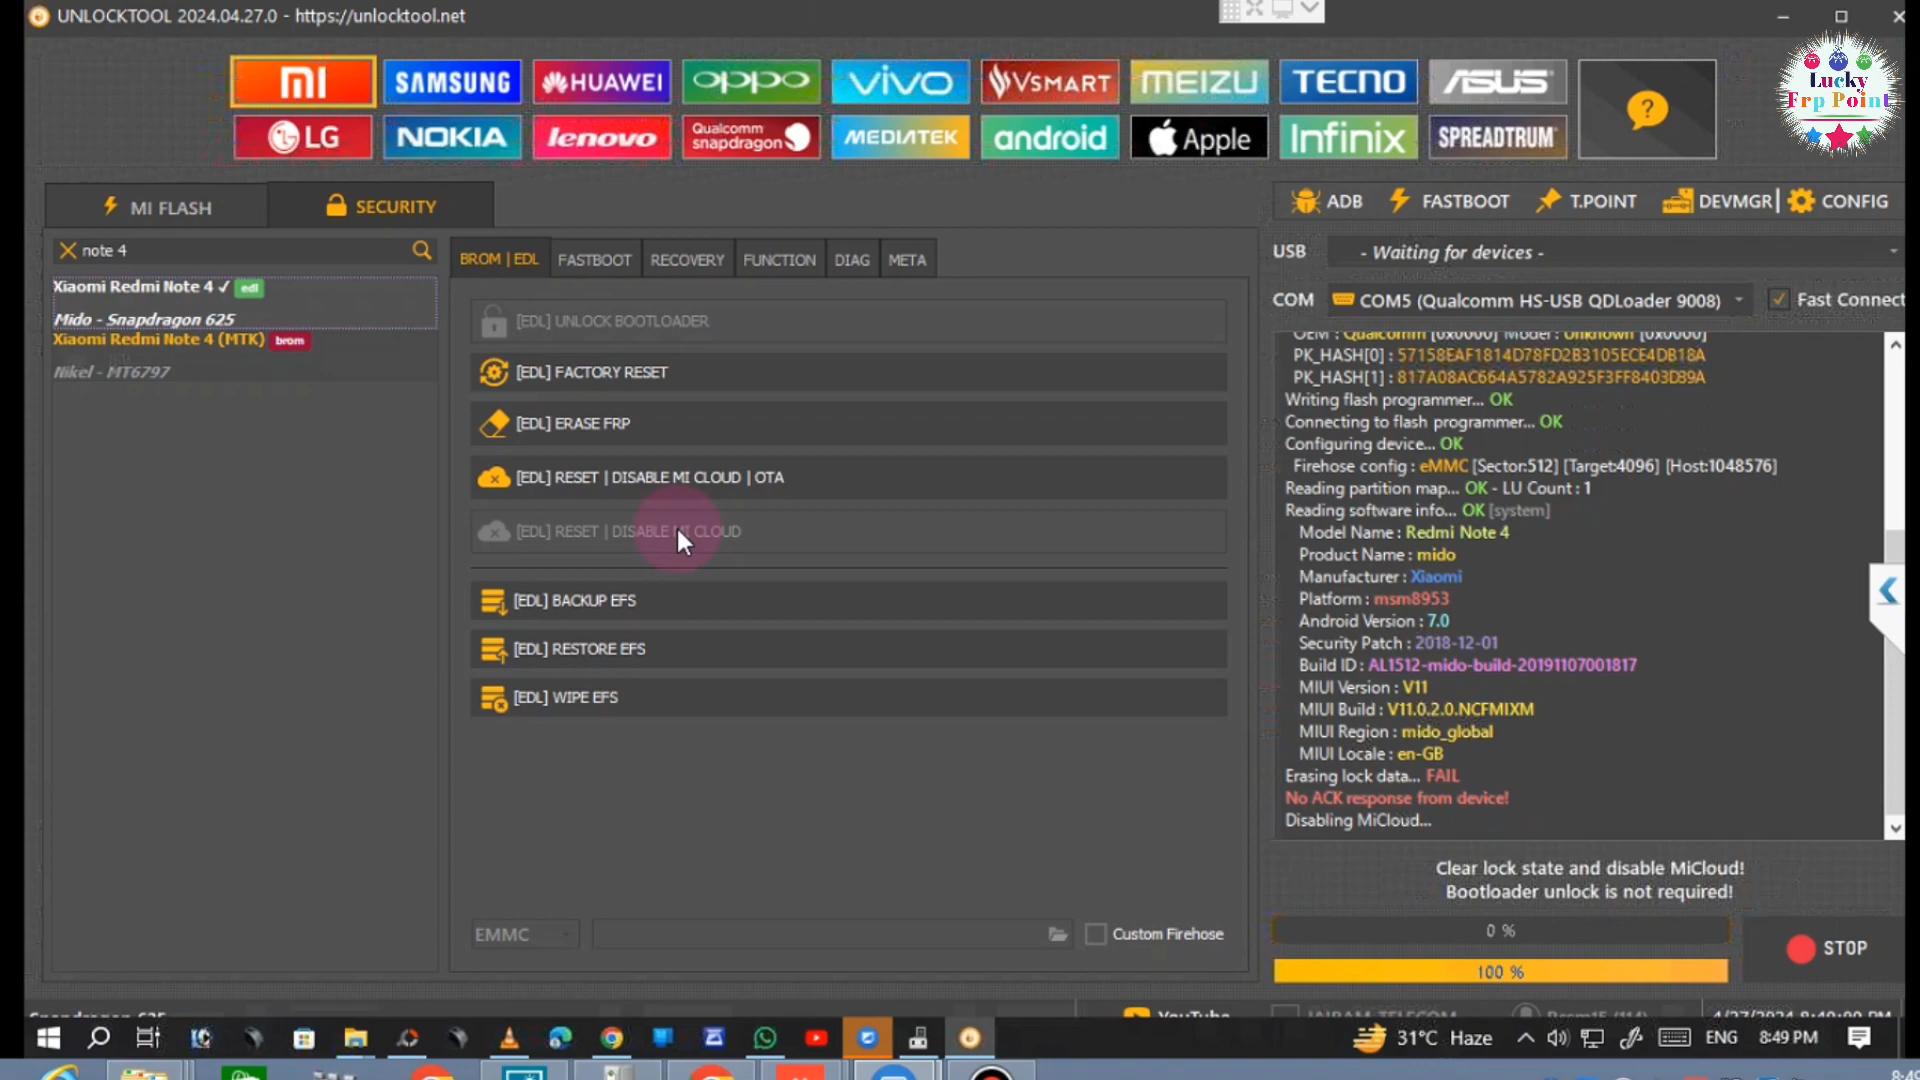 UNLOCKTOOL 2024.04.27.0 - https://unlocktool.net
Lucky
Frp Point
MI SAMSUNG HUAWEI oppo vivo VSMART MEIZU TECNO ASUS ?
LG NOKIA lenovo Qualcomm snapdragon MEDIATEK android Apple Infinix SPREADTRUM
MI FLASH SECURITY
ADB FASTBOOT T.POINT DEVMGR CONFIG
note 4
BROM | EDL FASTBOOT RECOVERY FUNCTION DIAG META
USB - Waiting for devices -
COM COM5 (Qualcomm HS-USB QDLoader 9008) Fast Connect
Xiaomi Redmi Note 4 ✓ edl
Mido - Snapdragon 625
Xiaomi Redmi Note 4 (MTK) brom
Nikel - MT6797
[EDL] UNLOCK BOOTLOADER
[EDL] FACTORY RESET
[EDL] ERASE FRP
[EDL] RESET | DISABLE MI CLOUD | OTA
[EDL] RESET | DISABLE MI CLOUD
[EDL] BACKUP EFS
[EDL] RESTORE EFS
[EDL] WIPE EFS
EMMC Custom Firehose
OEM : Qualcomm [0x0000] Model : Unknown [0x0000]
PK_HASH[0] : 57158EAF1814D78FD2B3105ECE4DB18A
PK_HASH[1] : 817A08AC664A5782A925F3FF8403D39A
Writing flash programmer... OK
Connecting to flash programmer... OK
Configuring device... OK
Firehose config : eMMC [Sector:512] [Target:4096] [Host:1048576]
Reading partition map... OK - LU Count : 1
Reading software info... OK [system]
Model Name : Redmi Note 4
Product Name : mido
Manufacturer : Xiaomi
Platform : msm8953
Android Version : 7.0
Security Patch : 2018-12-01
Build ID : AL1512-mido-build-20191107001817
MIUI Version : V11
MIUI Build : V11.0.2.0.NCFMIXM
MIUI Region : mido_global
MIUI Locale : en-GB
Erasing lock data... FAIL
No ACK response from device!
Disabling MiCloud...
Clear lock state and disable MiCloud!
Bootloader unlock is not required!
0 %
100 %
STOP
Snapdragon 625 YouTube
31°C Haze ENG 8:49 PM